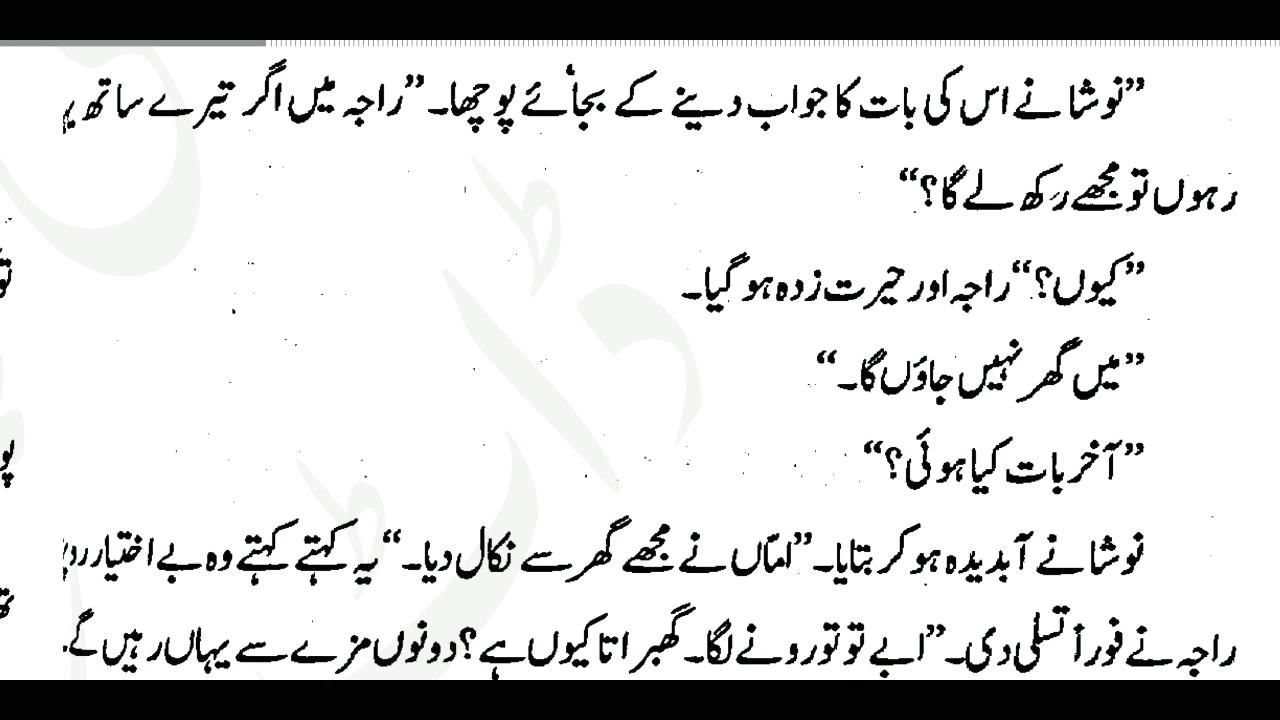 ”نوشا نے اس کی بات کا جواب دینے کے بجائے پوچھا۔ ”راجہ میں اگر تیرے ساتھ
رہوں تو مجھے رکھ لے گا؟“
”کیوں؟“ راجہ اور حیرت زدہ ہو گیا۔
”میں گھر نہیں جاؤں گا۔“
”آخر بات کیا ہوئی؟“
نوشا نے آبدیدہ ہو کر بتایا۔ ”امّاں نے مجھے گھر سے نکال دیا۔“ یہ کہتے کہتے وہ بے اختیار
راجہ نے فوراً تسلی دی۔ ”ابے تو تو رونے لگا۔ گھبراتا کیوں ہے؟ دونوں مزے سے یہاں رہیں گے۔